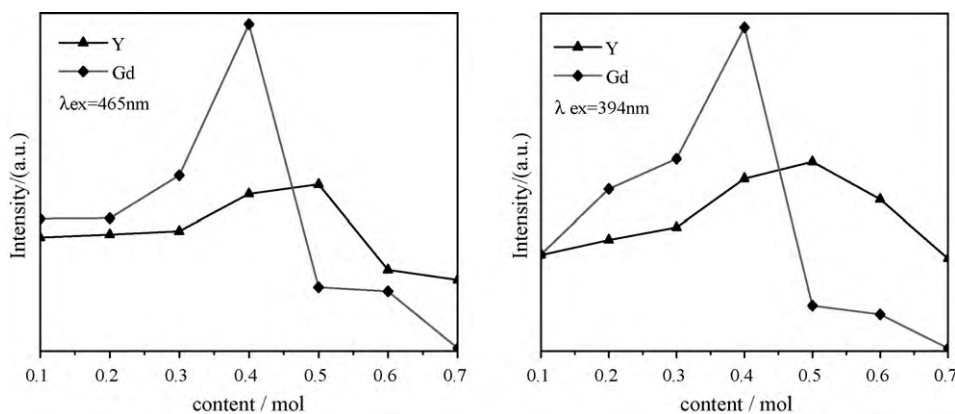 Y
Gd
λex=465nm
Intensity/(a.u.)
0.1 0.2 0.3 0.4 0.5 0.6 0.7
content / mol
Y
Gd
λ ex=394nm
Intensity/(a.u.)
0.1 0.2 0.3 0.4 0.5 0.6 0.7
content / mol